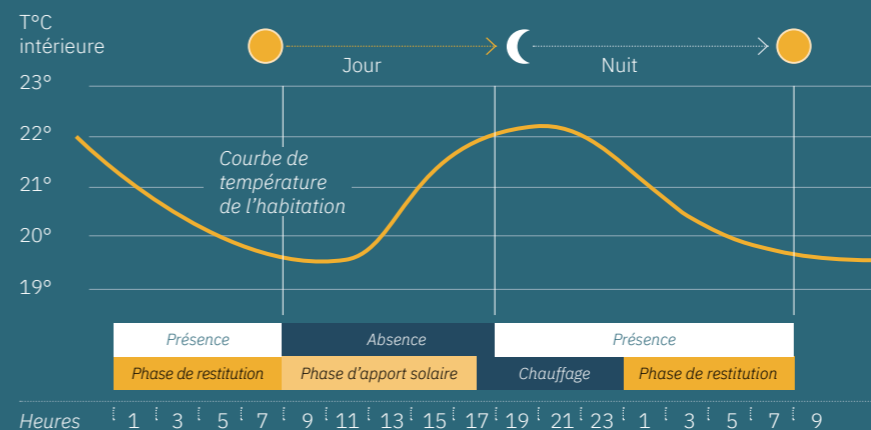 T°C
intérieure
Jour
Nuit
23°
22°
21°
20°
19°
Courbe de
température
de l’habitation
Présence
Absence
Présence
Phase de restitution
Phase d’apport solaire
Chauffage
Phase de restitution
Heures 1 3 5 7 9 11 13 15 17 19 21 23 1 3 5 7 9